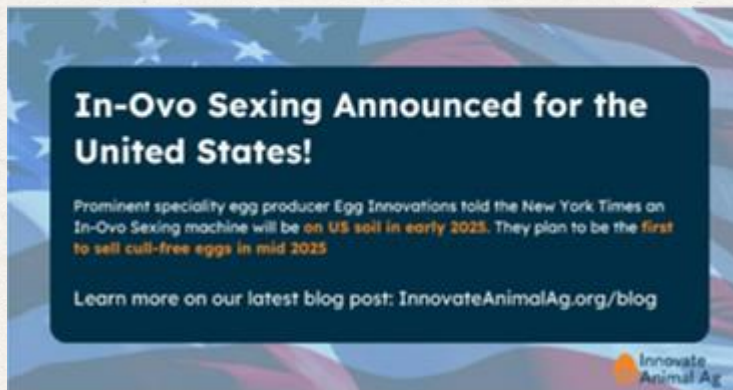 In-Ovo Sexing Announced for the
United States!
Prominent speciality egg producer Egg Innovations told the New York Times an
In-Ovo Sexing machine will be on US soil in early 2025. They plan to be the first
to sell cull-free eggs in mid 2025
Learn more on our latest blog post: InnovateAnimalAg.org/blog
Innovate
Animal Ag